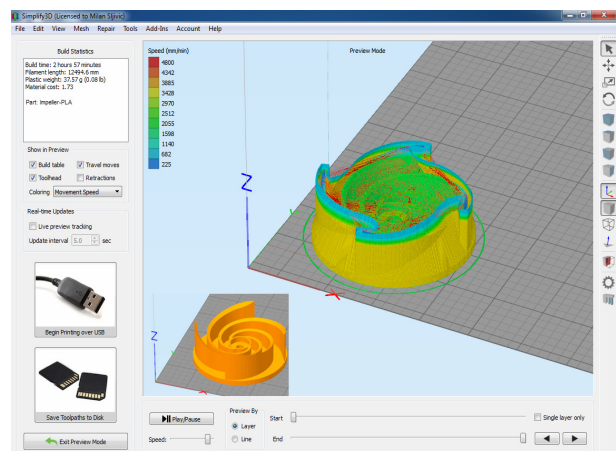 Simplify3D (Licensed to Milan Sljivic)
File Edit View Mesh Repair Tools Add-Ins Account Help
Build Statistics
Build time: 2 hours 57 minutes
Filament length: 12494.6 mm
Plastic weight: 37.57 g (0.08 lb)
Material cost: 1.73
Part: Impeller-PLA
Show in Preview
Build table
Travel moves
Toolhead
Retractions
Coloring Movement Speed
Real-time Updates
Live preview tracking
Update interval 5.0 sec
Begin Printing over USB
Save Toolpaths to Disk
Exit Preview Mode
Speed (mm/min)
4800
4342
3885
3428
2970
2512
2055
1598
1140
682
225
Preview Mode
Z
X
Z
X
Play/Pause
Speed:
Preview By
Layer
Line
Start
End
Single layer only